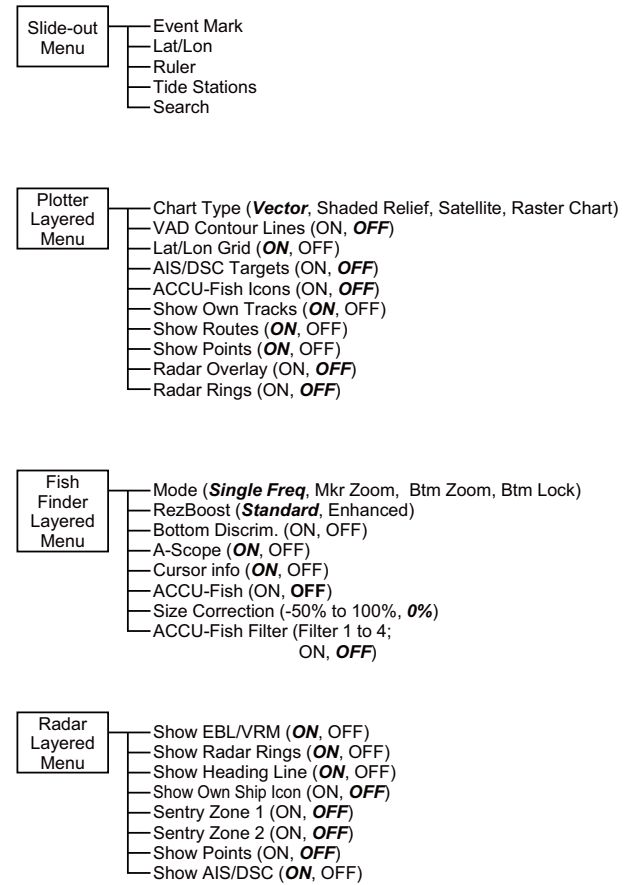 Slide-out
Menu
Event Mark
Lat/Lon
Ruler
Tide Stations
Search
Plotter
Layered
Menu
Chart Type (Vector, Shaded Relief, Satellite, Raster Chart)
VAD Contour Lines (ON, OFF)
Lat/Lon Grid (ON, OFF)
AIS/DSC Targets (ON, OFF)
ACCU-Fish Icons (ON, OFF)
Show Own Tracks (ON, OFF)
Show Routes (ON, OFF)
Show Points (ON, OFF)
Radar Overlay (ON, OFF)
Radar Rings (ON, OFF)
Fish
Finder
Layered
Menu
Mode (Single Freq, Mkr Zoom, Btm Zoom, Btm Lock)
RezBoost (Standard, Enhanced)
Bottom Discrim. (ON, OFF)
A-Scope (ON, OFF)
Cursor info (ON, OFF)
ACCU-Fish (ON, OFF)
Size Correction (-50% to 100%, 0%)
ACCU-Fish Filter (Filter 1 to 4;
ON, OFF)
Radar
Layered
Menu
Show EBL/VRM (ON, OFF)
Show Radar Rings (ON, OFF)
Show Heading Line (ON, OFF)
Show Own Ship Icon (ON, OFF)
Sentry Zone 1 (ON, OFF)
Sentry Zone 2 (ON, OFF)
Show Points (ON, OFF)
Show AIS/DSC (ON, OFF)